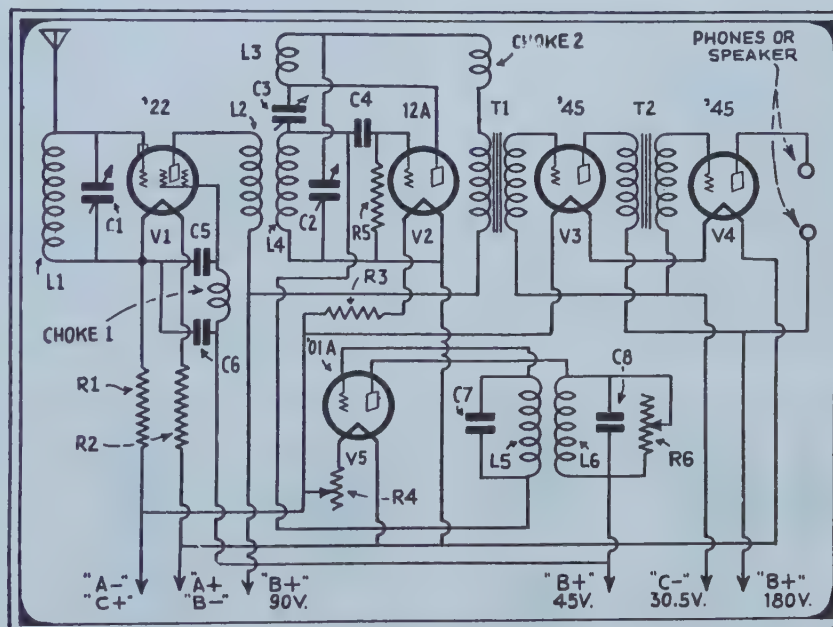 PHONES OR
SPEAKER
CHOKE 2
L3
C3
C4
12A
'22
L2
T1
'45
T2
'45
C1
V1
C5
C2
R5
V2
V3
V4
L1
L4
R3
CHOKE 1
C6
'01A
C7
C8
R1
R2
L5
L6
R6
V5
R4
"A-"
"C+"
"A+
"B-"
"B+"
90V.
"B+"
45V.
"C-"
30.5V.
"B+"
180V.